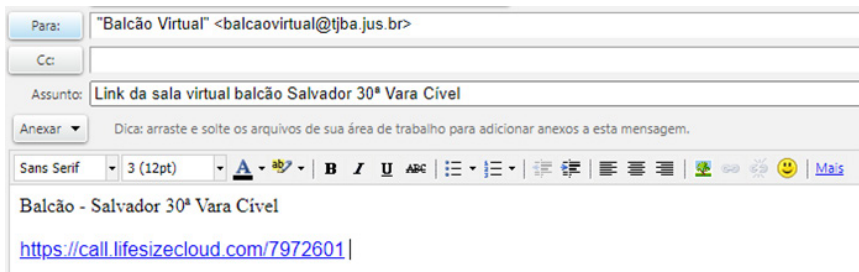 Para: "Balcão Virtual" <balcaovirtual@tjba.jus.br>
Cc:
Assunto: Link da sala virtual balcão Salvador 30ª Vara Cível
Anexar Dica: arraste e solte os arquivos de sua área de trabalho para adicionar anexos a esta mensagem.
Sans Serif 3 (12pt) A ab B I U ABC Mais
Balcão - Salvador 30ª Vara Cível
https://call.lifesizecloud.com/7972601